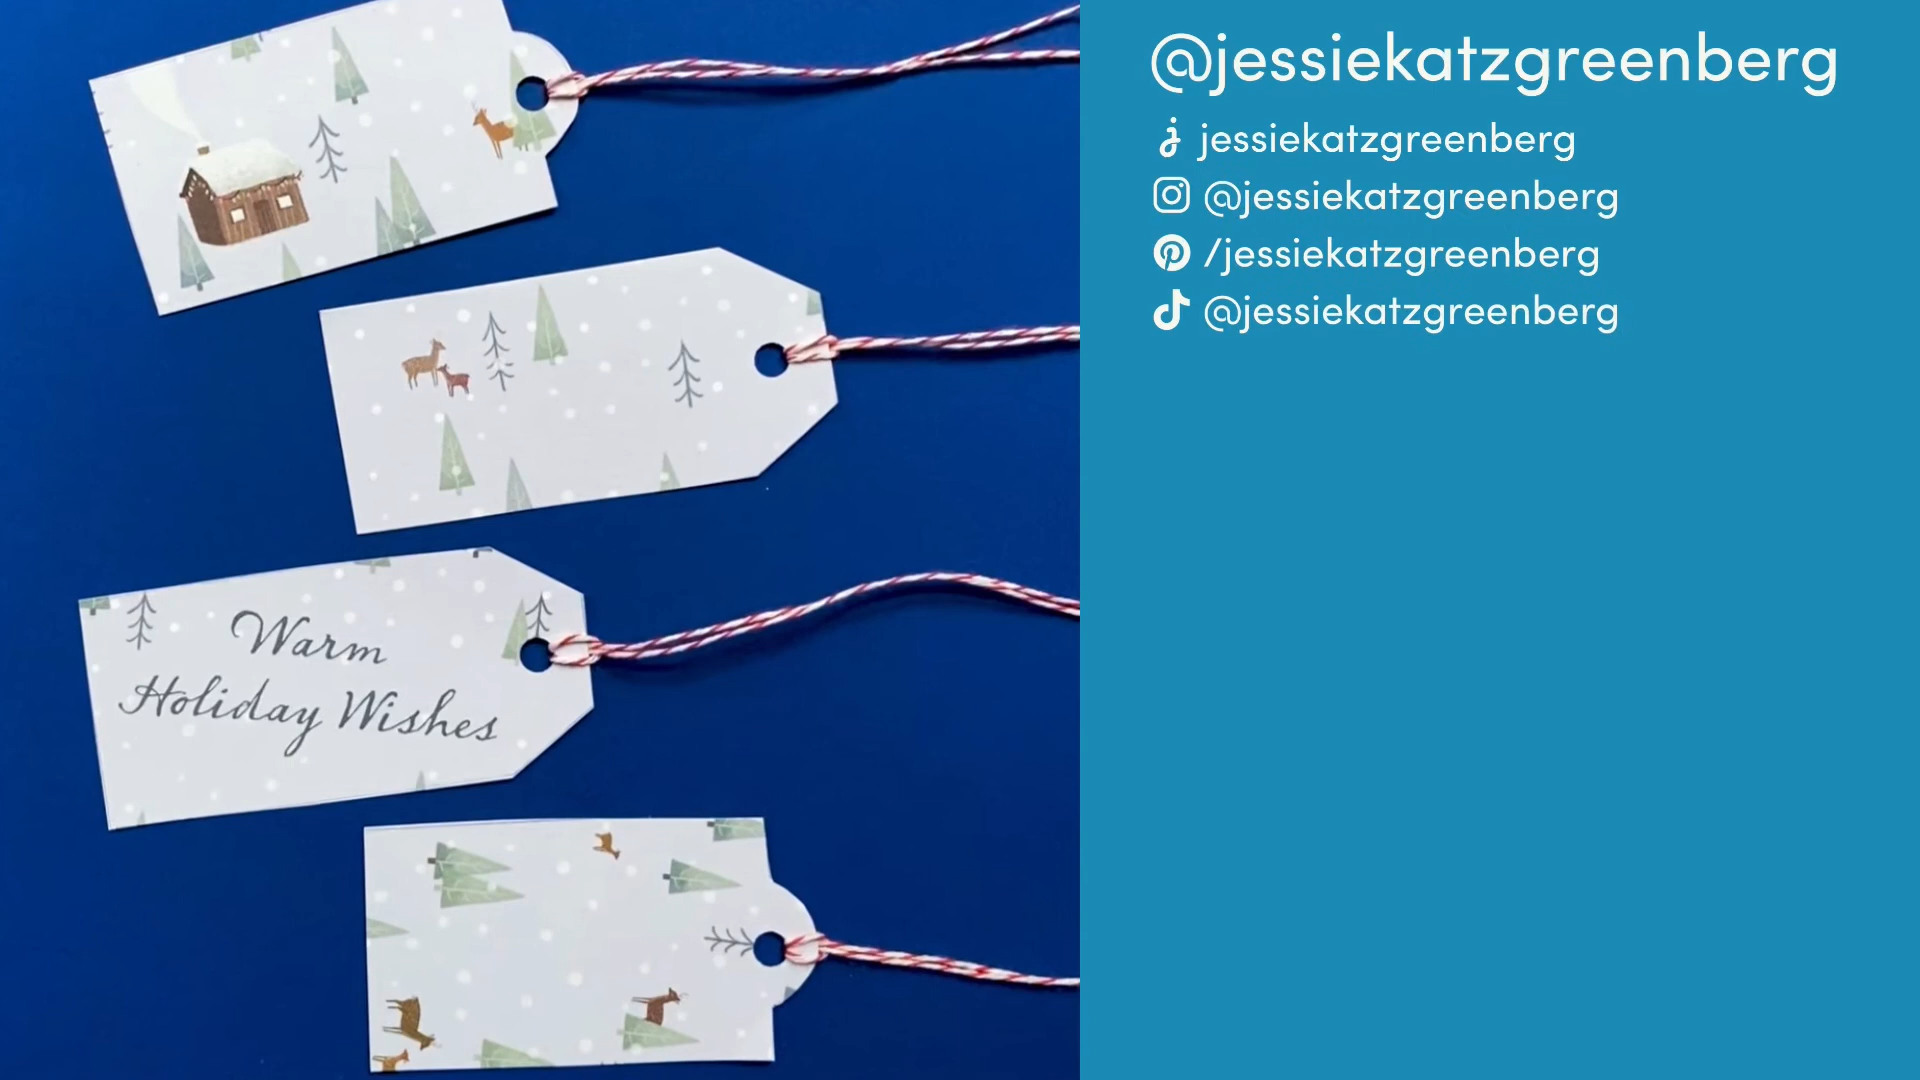 Warm
Holiday Wishes
@jessiekatzgreenberg
jessiekatzgreenberg
@jessiekatzgreenberg
/jessiekatzgreenberg
@jessiekatzgreenberg